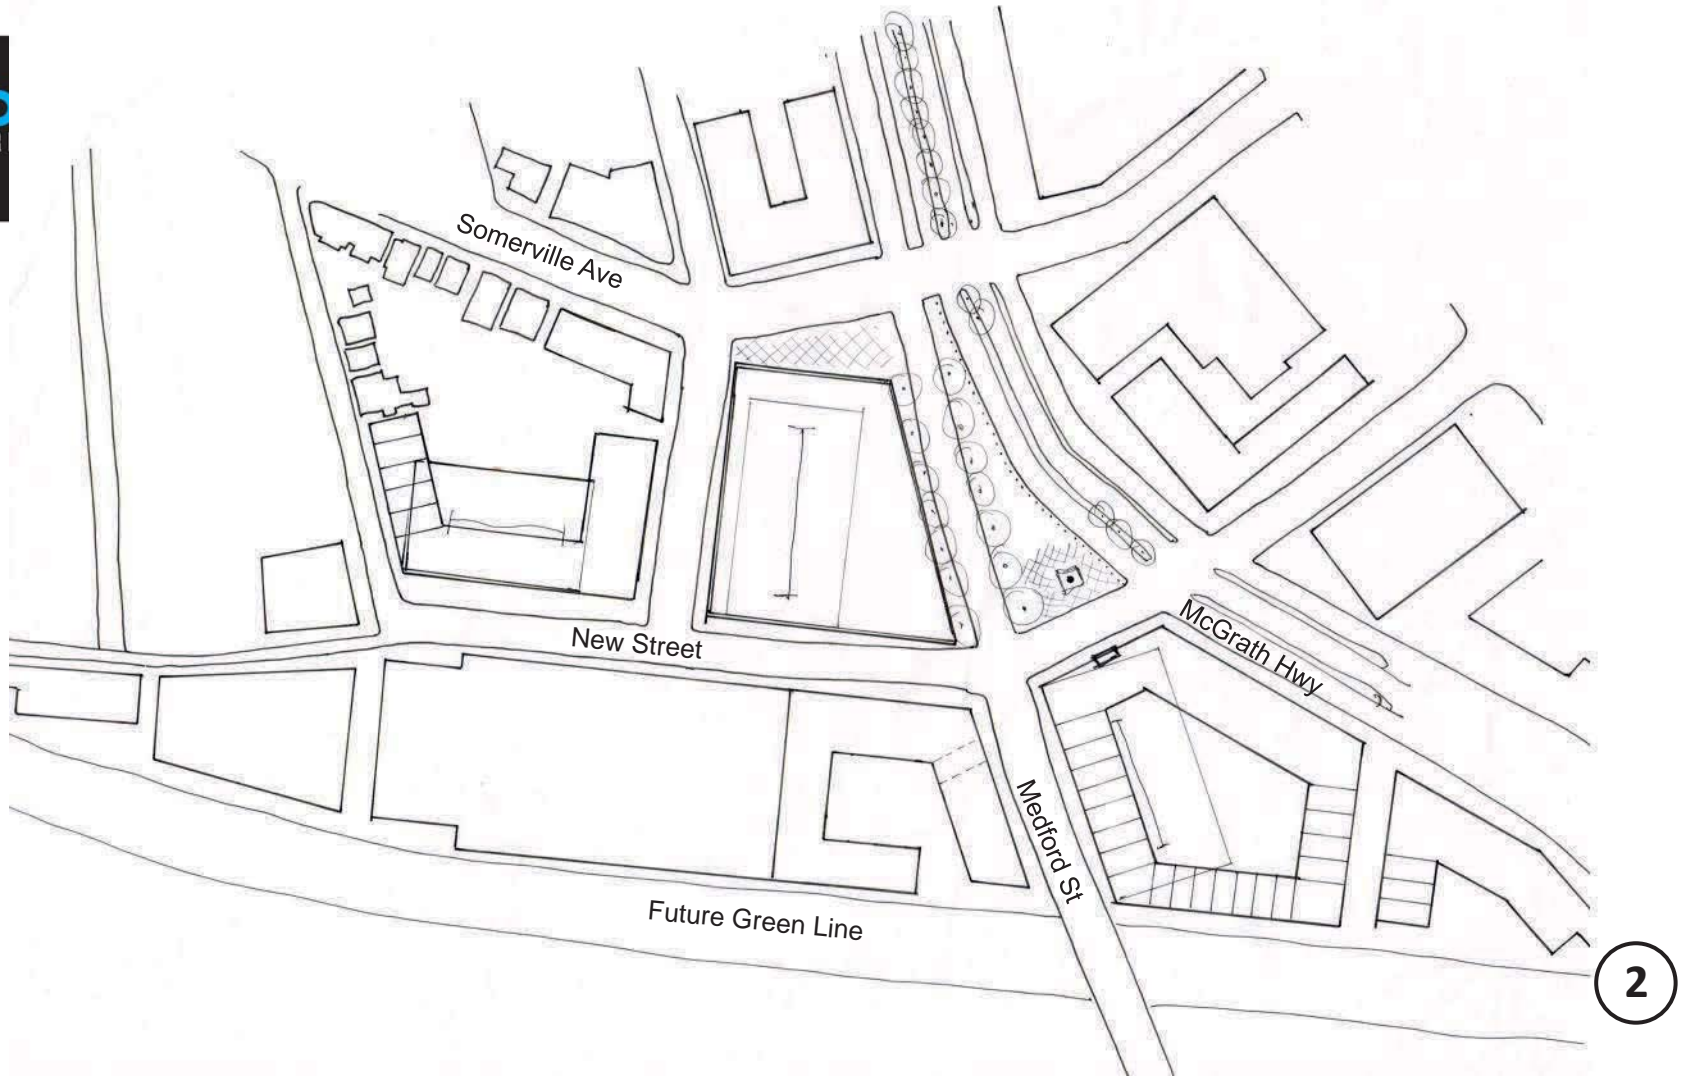 Somerville Ave
New Street
McGrath Hwy
Medford St
Future Green Line
2